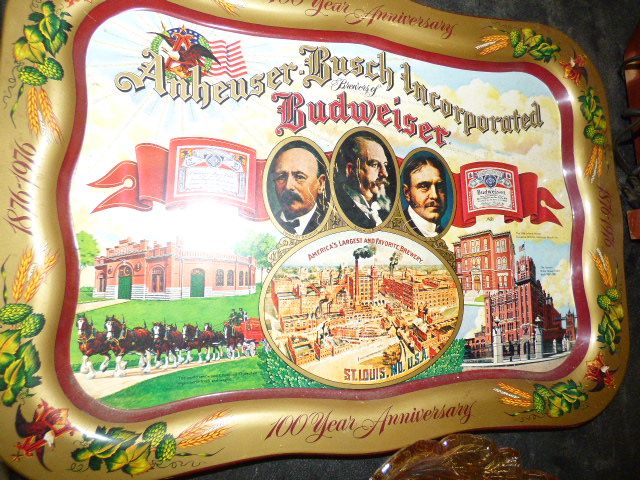 100 Year Anniversary
Anheuser-Busch Incorporated
Brewers of
Budweiser
1876-1976
1876-1976
Budweiser
AMERICA'S LARGEST AND FAVORITE BREWERY
ST. LOUIS, MO. U.S.A.
100 Year Anniversary